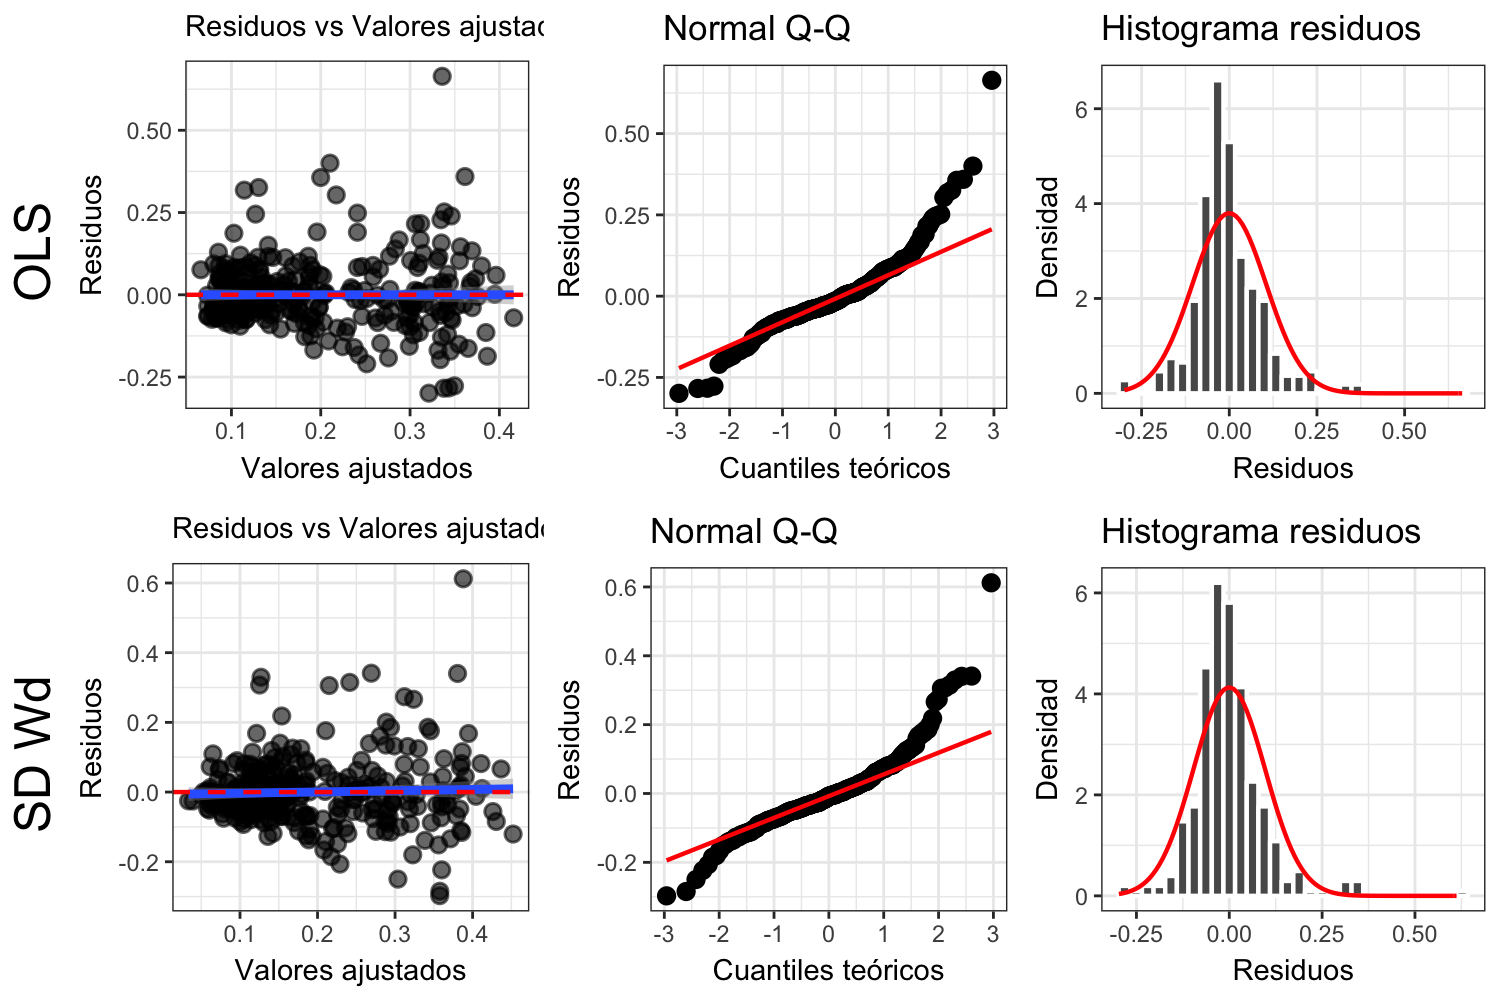 Residuos vs Valores ajustad
Normal Q-Q
Histograma residuos
OLS
Residuos
0.50
0.25
0.00
-0.25
0.1 0.2 0.3 0.4
Valores ajustados
Residuos
0.50
0.25
0.00
-0.25
-3 -2 -1 0 1 2 3
Cuantiles teóricos
Densidad
6
4
2
0
-0.25 0.00 0.25 0.50
Residuos
Residuos vs Valores ajustad
Normal Q-Q
Histograma residuos
SD Wd
Residuos
0.6
0.4
0.2
0.0
-0.2
0.1 0.2 0.3 0.4
Valores ajustados
Residuos
0.6
0.4
0.2
0.0
-0.2
-3 -2 -1 0 1 2 3
Cuantiles teóricos
Densidad
6
4
2
0
-0.25 0.00 0.25 0.50
Residuos